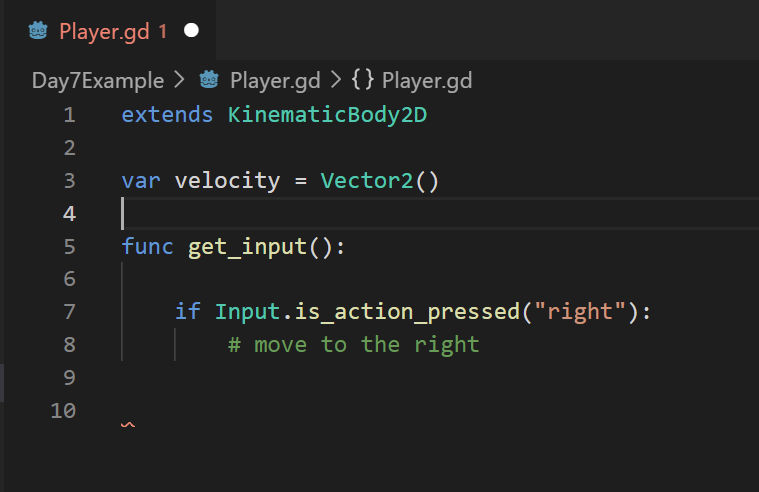 Player.gd 1
Day7Example > Player.gd > {} Player.gd
1 extends KinematicBody2D
2
3 var velocity = Vector2()
4
5 func get_input():
6
7     if Input.is_action_pressed("right"):
8         # move to the right
9
10